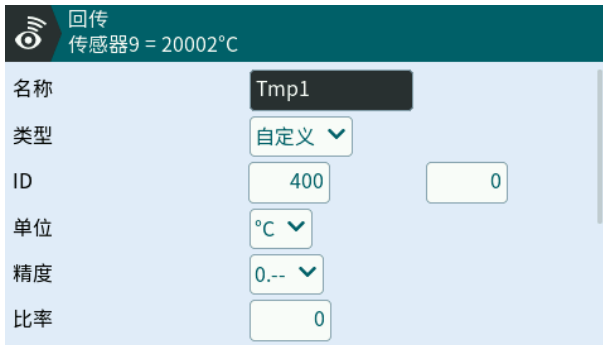 回传
传感器9 = 20002°C
名称 Tmp1
类型 自定义
ID 400 0
单位 °C
精度 0.--
比率 0